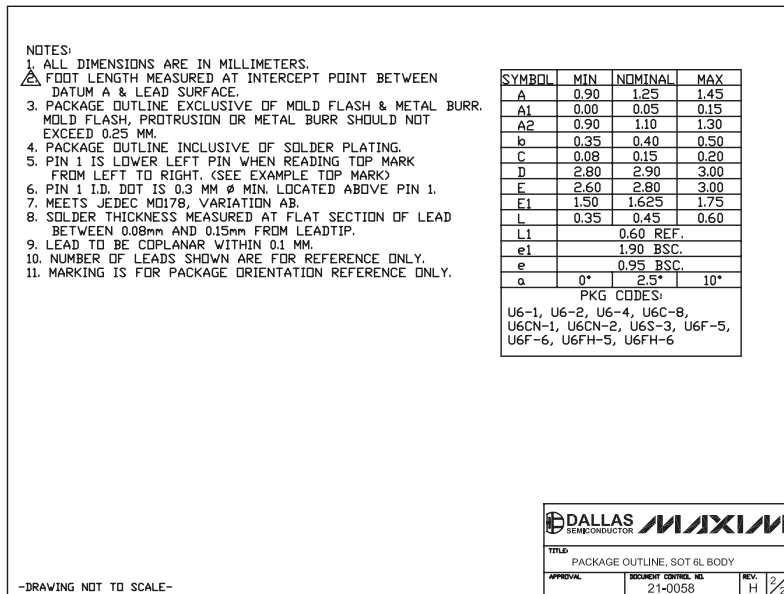 NOTES:
1. ALL DIMENSIONS ARE IN MILLIMETERS.
2. FOOT LENGTH MEASURED AT INTERCEPT POINT BETWEEN
DATUM A & LEAD SURFACE.
3. PACKAGE OUTLINE EXCLUSIVE OF MOLD FLASH & METAL BURR.
MOLD FLASH, PROTRUSION OR METAL BURR SHOULD NOT
EXCEED 0.25 MM.
4. PACKAGE OUTLINE INCLUSIVE OF SOLDER PLATING.
5. PIN 1 IS LOWER LEFT PIN WHEN READING TOP MARK
FROM LEFT TO RIGHT. (SEE EXAMPLE TOP MARK)
6. PIN 1 I.D. DOT IS 0.3 MM ø MIN. LOCATED ABOVE PIN 1.
7. MEETS JEDEC MO178, VARIATION AB.
8. SOLDER THICKNESS MEASURED AT FLAT SECTION OF LEAD
BETWEEN 0.08mm AND 0.15mm FROM LEADTIP.
9. LEAD TO BE COPLANAR WITHIN 0.1 MM.
10. NUMBER OF LEADS SHOWN ARE FOR REFERENCE ONLY.
11. MARKING IS FOR PACKAGE ORIENTATION REFERENCE ONLY.
SYMBOL MIN NOMINAL MAX
A 0.90 1.25 1.45
A1 0.00 0.05 0.15
A2 0.90 1.10 1.30
b 0.35 0.40 0.50
C 0.08 0.15 0.20
D 2.80 2.90 3.00
E 2.60 2.80 3.00
E1 1.50 1.625 1.75
L 0.35 0.45 0.60
L1 0.60 REF.
e1 1.90 BSC.
e 0.95 BSC.
α 0° 2.5° 10°
PKG CODES:
U6-1, U6-2, U6-4, U6C-8,
U6CN-1, U6CN-2, U6S-3, U6F-5,
U6F-6, U6FH-5, U6FH-6
DALLAS SEMICONDUCTOR MAXIM
TITLE:
PACKAGE OUTLINE, SOT 6L BODY
APPROVAL DOCUMENT CONTROL NO. REV.
21-0058 H 2/
-DRAWING NOT TO SCALE-